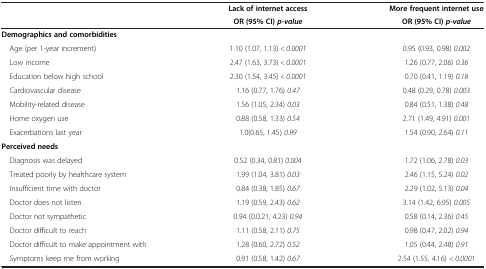 Lack of internet access More frequent internet use
OR (95% CI) p-value OR (95% CI) p-value
Demographics and comorbidities
Age (per 1-year increment) 1.10 (1.07, 1.13) < 0.0001 0.95 (0.93, 0.98) 0.002
Low income 2.47 (1.63, 3.73) < 0.0001 1.26 (0.77, 2.06) 0.36
Education below high school 2.30 (1.54, 3.45) < 0.0001 0.70 (0.41, 1.19) 0.18
Cardiovascular disease 1.16 (0.77, 1.76) 0.47 0.48 (0.29, 0.78) 0.003
Mobility-related disease 1.56 (1.05, 2.34) 0.03 0.84 (0.51, 1.38) 0.48
Home oxygen use 0.88 (0.58, 1.33) 0.54 2.71 (1.49, 4.91) 0.001
Exacerbations last year 1.0(0.65, 1.45) 0.99 1.54 (0.90, 2.64) 0.11
Perceived needs
Diagnosis was delayed 0.52 (0.34, 0.81) 0.004 1.72 (1.06, 2.78) 0.03
Treated poorly by healthcare system 1.99 (1.04, 3.81) 0.03 2.46 (1.15, 5.24) 0.02
Insufficient time with doctor 0.84 (0.38, 1.85) 0.67 2.29 (1.02, 5.13) 0.04
Doctor does not listen 1.19 (0.59, 2.43) 0.62 3.14 (1.42, 6.95) 0.005
Doctor not sympathetic 0.94 (0.0.21, 4.23) 0.94 0.58 (0.14, 2.36) 0.45
Doctor difficult to reach 1.11 (0.58, 2.11) 0.75 0.98 (0.47, 2.02) 0.94
Doctor difficult to make appointment with 1.28 (0.60, 2.72) 0.52 1.05 (0.44, 2.48) 0.91
Symptoms keep me from working 0.91 (0.58, 1.42) 0.67 2.54 (1.55, 4.16) < 0.0001